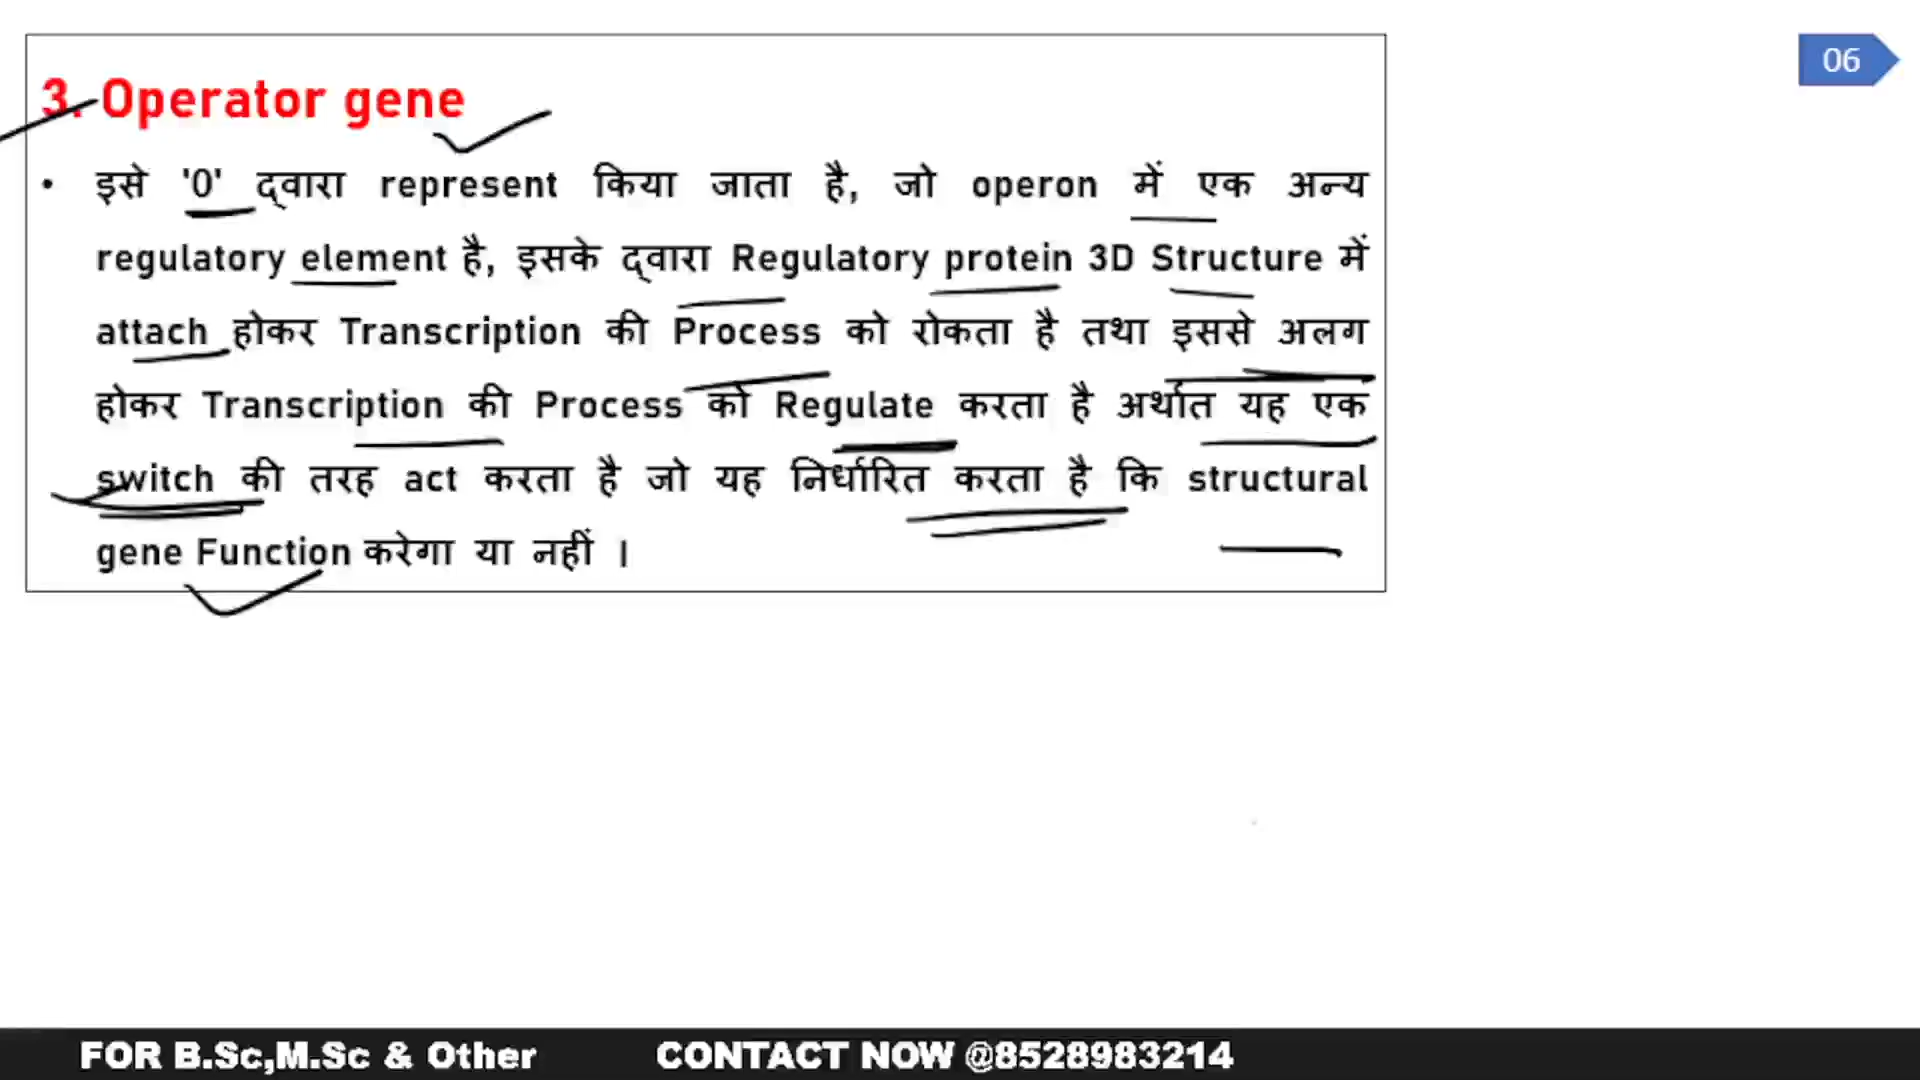 06
3. Operator gene
• इसे '0' द्वारा represent किया जाता है, जो operon में एक अन्य
regulatory element है, इसके द्वारा Regulatory protein 3D Structure में
attach होकर Transcription की Process को रोकता है तथा इससे अलग
होकर Transcription की Process को Regulate करता है अर्थात यह एक
switch की तरह act करता है जो यह निर्धारित करता है कि structural
gene Function करेगा या नहीं ।
FOR B.Sc,M.Sc & Other CONTACT NOW @8528983214